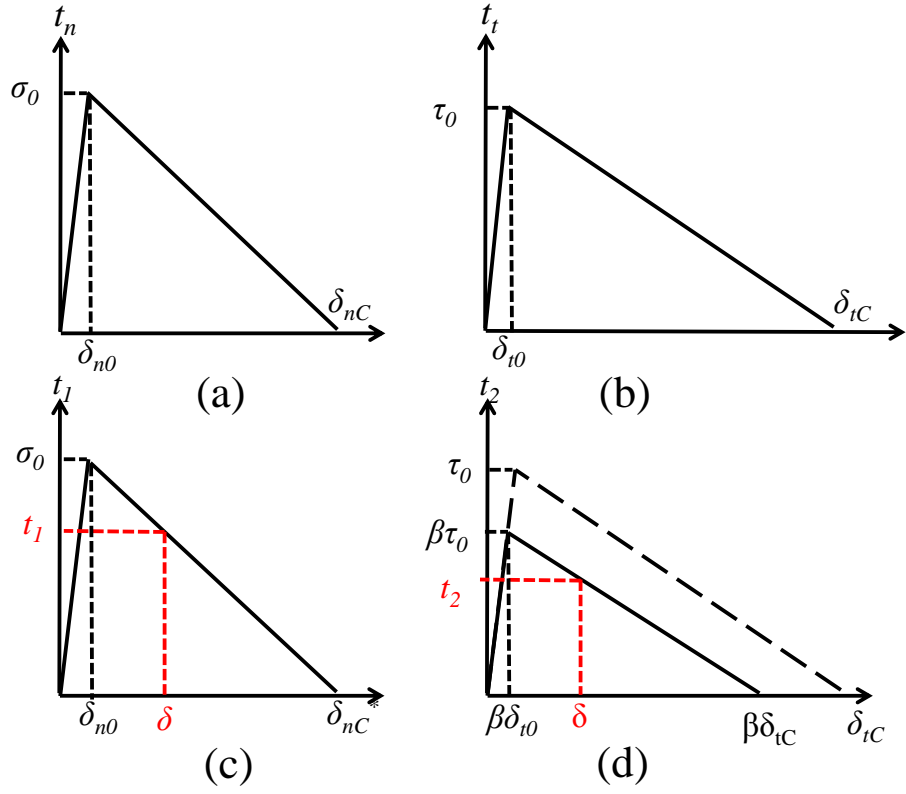 t_n
σ_0
δ_nC
δ_n0
(a)
t_t
τ_0
δ_tC
δ_t0
(b)
t_1
σ_0
t_1
δ_n0
δ
δ_nC*
(c)
t_2
τ_0
βτ_0
t_2
βδ_t0
δ
βδ_tC
δ_tC
(d)